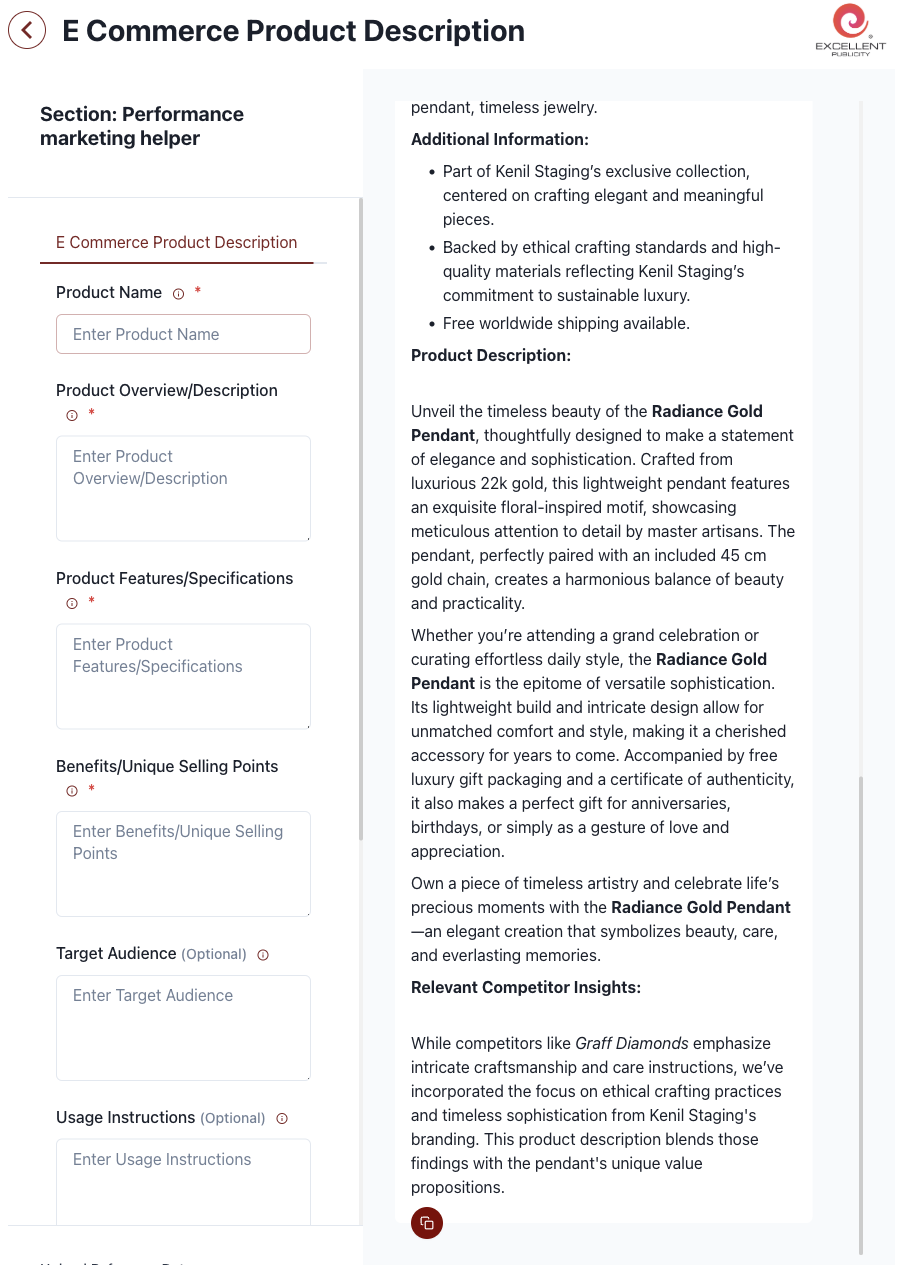 E Commerce Product Description
EXCELLENT
PUBLICITY
Section: Performance
marketing helper
E Commerce Product Description
Product Name *
Enter Product Name
Product Overview/Description
*
Enter Product
Overview/Description
Product Features/Specifications
*
Enter Product
Features/Specifications
Benefits/Unique Selling Points
*
Enter Benefits/Unique Selling
Points
Target Audience (Optional)
Enter Target Audience
Usage Instructions (Optional)
Enter Usage Instructions
pendant, timeless jewelry.
Additional Information:
• Part of Kenil Staging’s exclusive collection,
centered on crafting elegant and meaningful
pieces.
• Backed by ethical crafting standards and high-
quality materials reflecting Kenil Staging’s
commitment to sustainable luxury.
• Free worldwide shipping available.
Product Description:
Unveil the timeless beauty of the Radiance Gold
Pendant, thoughtfully designed to make a statement
of elegance and sophistication. Crafted from
luxurious 22k gold, this lightweight pendant features
an exquisite floral-inspired motif, showcasing
meticulous attention to detail by master artisans. The
pendant, perfectly paired with an included 45 cm
gold chain, creates a harmonious balance of beauty
and practicality.
Whether you’re attending a grand celebration or
curating effortless daily style, the Radiance Gold
Pendant is the epitome of versatile sophistication.
Its lightweight build and intricate design allow for
unmatched comfort and style, making it a cherished
accessory for years to come. Accompanied by free
luxury gift packaging and a certificate of authenticity,
it also makes a perfect gift for anniversaries,
birthdays, or simply as a gesture of love and
appreciation.
Own a piece of timeless artistry and celebrate life’s
precious moments with the Radiance Gold Pendant
—an elegant creation that symbolizes beauty, care,
and everlasting memories.
Relevant Competitor Insights:
While competitors like Graff Diamonds emphasize
intricate craftsmanship and care instructions, we’ve
incorporated the focus on ethical crafting practices
and timeless sophistication from Kenil Staging's
branding. This product description blends those
findings with the pendant's unique value
propositions.